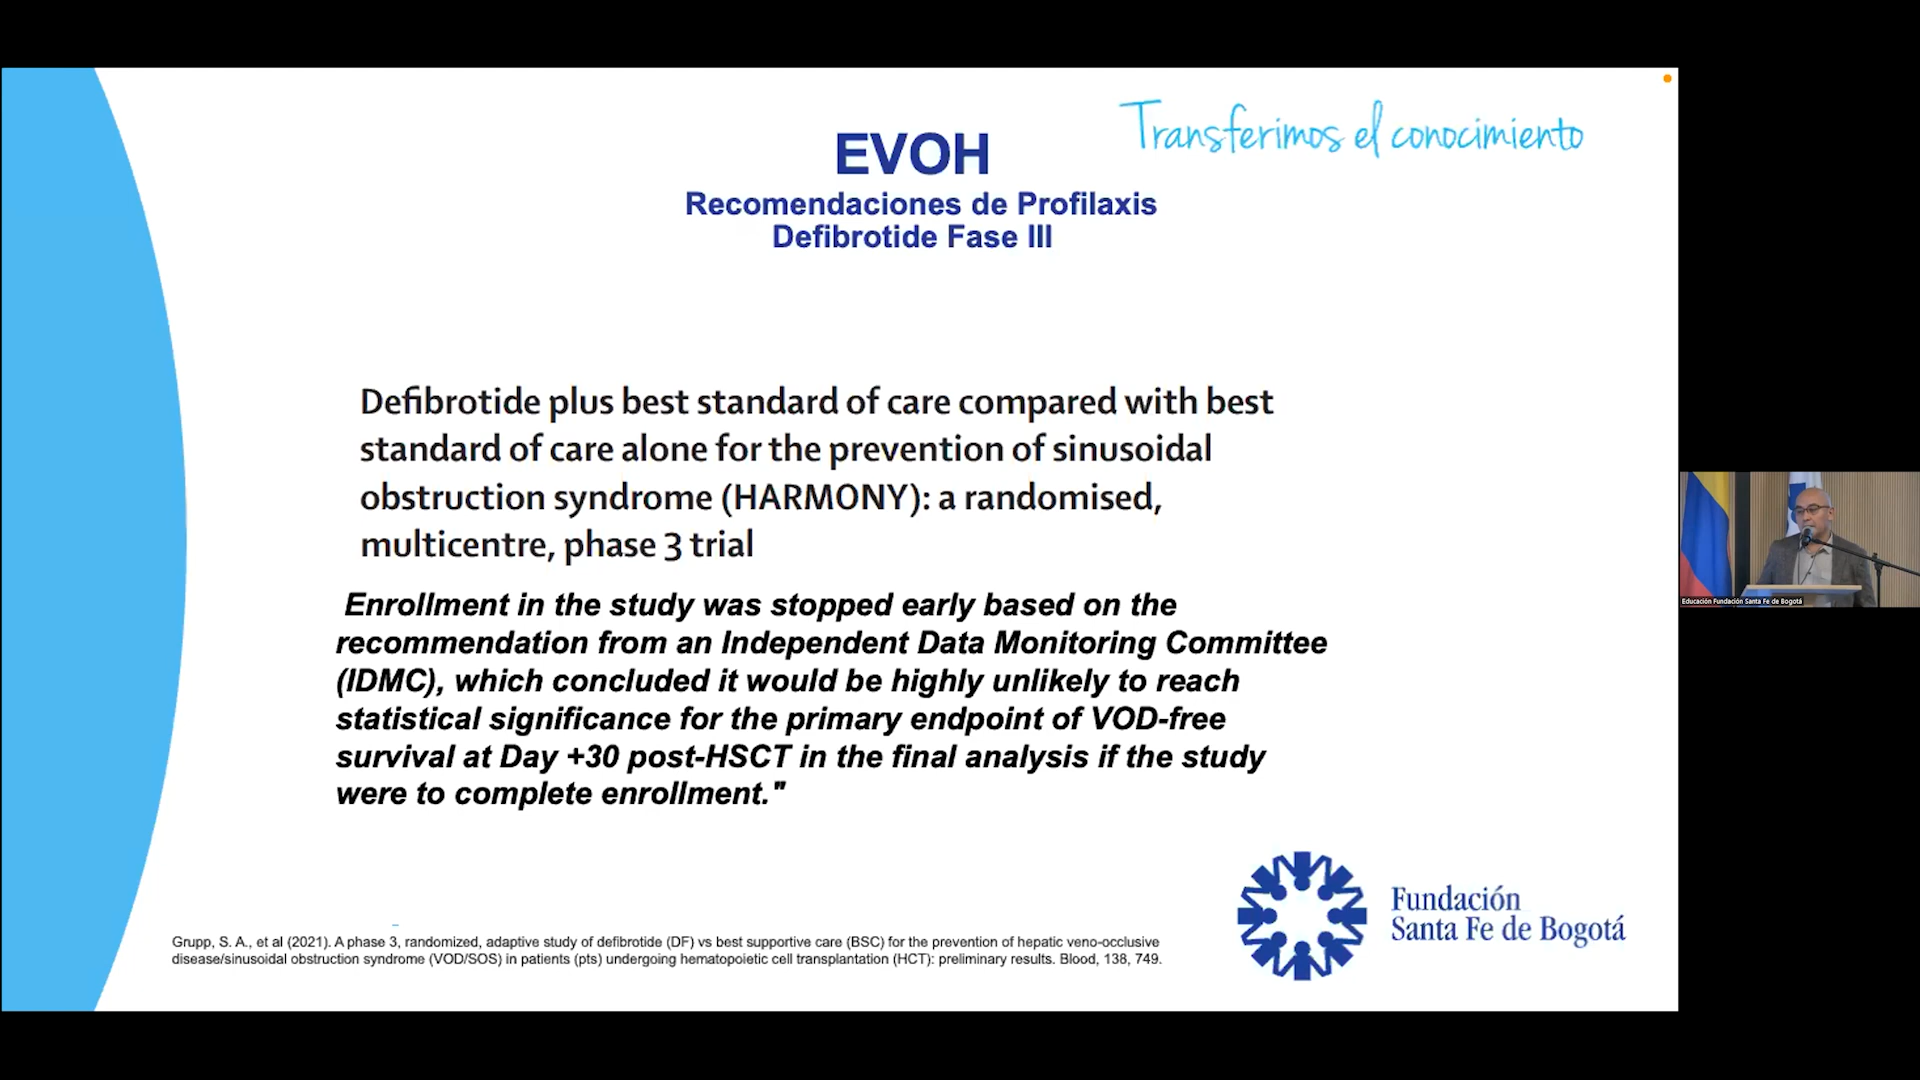 Transferimos el conocimiento
EVOH
Recomendaciones de Profilaxis
Defibrotide Fase III
Defibrotide plus best standard of care compared with best
standard of care alone for the prevention of sinusoidal
obstruction syndrome (HARMONY): a randomised,
multicentre, phase 3 trial
Enrollment in the study was stopped early based on the
recommendation from an Independent Data Monitoring Committee
(IDMC), which concluded it would be highly unlikely to reach
statistical significance for the primary endpoint of VOD-free
survival at Day +30 post-HSCT in the final analysis if the study
were to complete enrollment."
Grupp, S. A., et al (2021). A phase 3, randomized, adaptive study of defibrotide (DF) vs best supportive care (BSC) for the prevention of hepatic veno-occlusive
disease/sinusoidal obstruction syndrome (VOD/SOS) in patients (pts) undergoing hematopoietic cell transplantation (HCT): preliminary results. Blood, 138, 749.
Fundación
Santa Fe de Bogotá
Educación Fundación Santa Fe de Bogotá